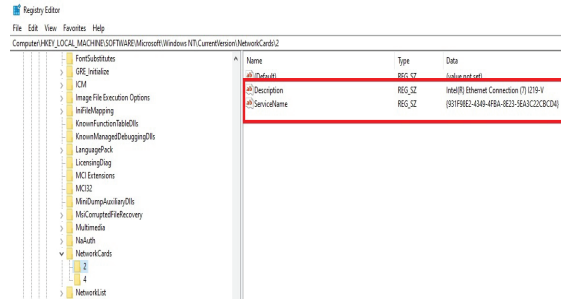 Registry Editor
File Edit View Favorites Help
Computer\HKEY_LOCAL_MACHINE\SOFTWARE\Microsoft\Windows NT\CurrentVersion\NetworkCards\2
FontSubstitutes
GRE_Initialize
ICM
Image File Execution Options
IniFileMapping
KnownFunctionTableDlls
KnownManagedDebuggingDlls
LanguagePack
LicensingDiag
MCI Extensions
MCI32
MiniDumpAuxiliaryDlls
MsiCorruptedFileRecovery
Multimedia
NaAuth
NetworkCards
2
4
NetworkList
Name Type Data
(Default) REG_SZ (value not set)
Description REG_SZ Intel(R) Ethernet Connection (7) I219-V
ServiceName REG_SZ {931F98E2-4349-4FBA-8E23-5EA3C22CBCD4}